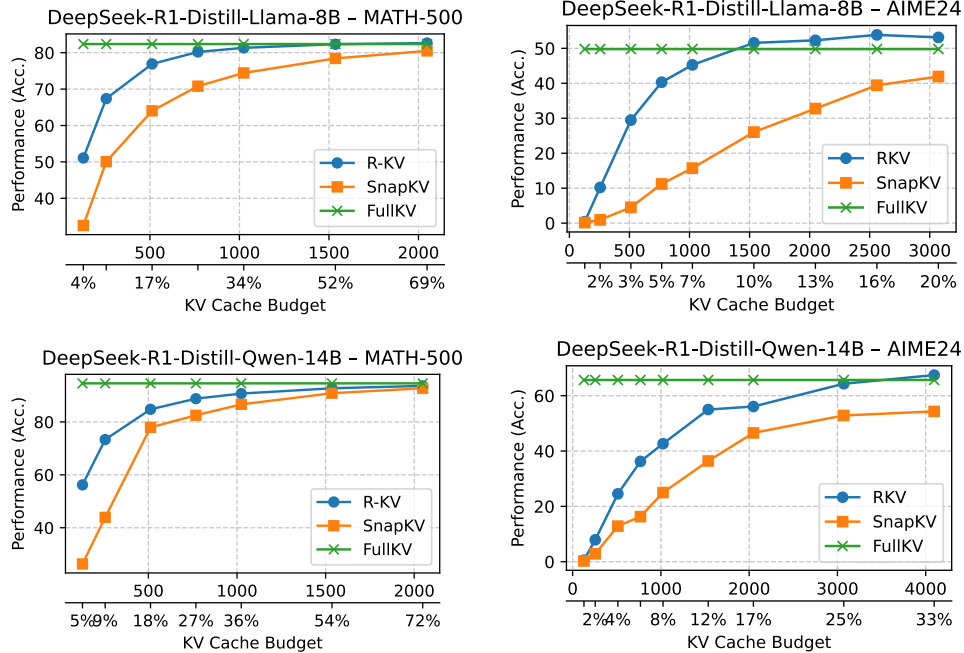 DeepSeek-R1-Distill-Llama-8B – MATH-500
Performance (Acc.)
80
70
60
50
40
R-KV
SnapKV
FullKV
500 1000 1500 2000
4% 17% 34% 52% 69%
KV Cache Budget
DeepSeek-R1-Distill-Llama-8B – AIME24
Performance (Acc.)
50
40
30
20
10
0
RKV
SnapKV
FullKV
0 500 1000 1500 2000 2500 3000
2% 3% 5% 7% 10% 13% 16% 20%
KV Cache Budget
DeepSeek-R1-Distill-Qwen-14B – MATH-500
Performance (Acc.)
80
60
40
R-KV
SnapKV
FullKV
500 1000 1500 2000
5% 9% 18% 27% 36% 54% 72%
KV Cache Budget
DeepSeek-R1-Distill-Qwen-14B – AIME24
Performance (Acc.)
60
40
20
0
RKV
SnapKV
FullKV
0 1000 2000 3000 4000
2% 4% 8% 12% 17% 25% 33%
KV Cache Budget